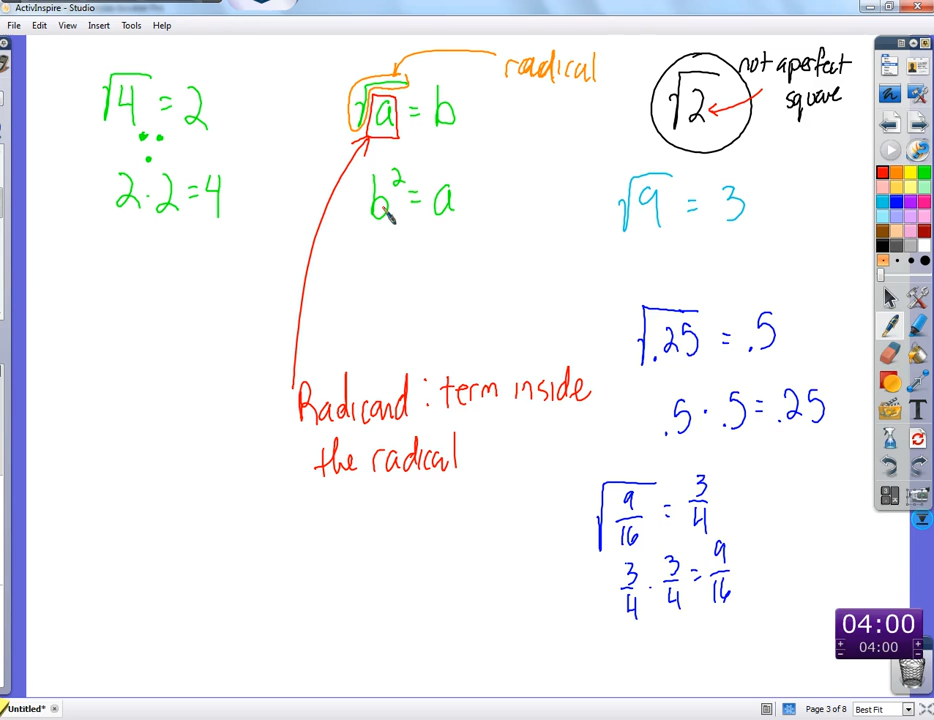 ActivInspire - Studio
File Edit View Insert Tools Help
√4 = 2
∴
2 · 2 = 4
√a = b
b² = a
radical
√2
not a perfect
square
√9 = 3
√.25 = .5
.5 · .5 = .25
Radicand : term inside
the radical
√9/16 = 3/4
3/4 · 3/4 = 9/16
T
04:00
04:00
Untitled*
Page 3 of 8
Best Fit